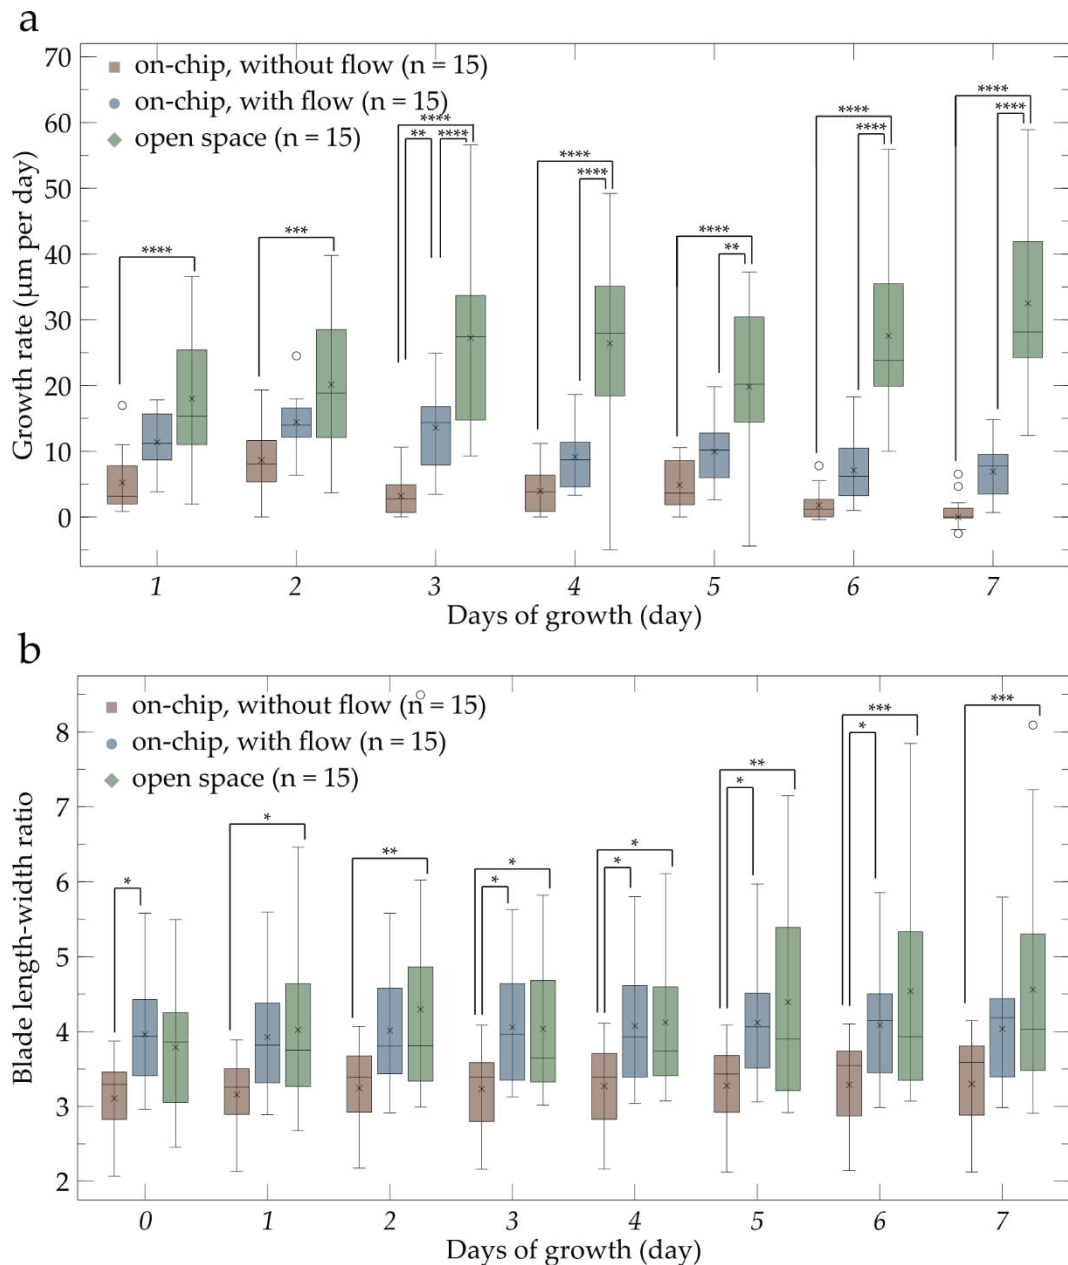 a
70
60
50
40
30
20
10
0
Growth rate (μm per day)
on-chip, without flow (n = 15)
on-chip, with flow (n = 15)
open space (n = 15)
****
***
****
** ****
****
****
****
**
****
****
****
****
1 2 3 4 5 6 7
Days of growth (day)
b
8
7
6
5
4
3
2
Blade length-width ratio
on-chip, without flow (n = 15)
on-chip, with flow (n = 15)
open space (n = 15)
*
*
**
*
*
*
*
**
*
***
*
***
0 1 2 3 4 5 6 7
Days of growth (day)